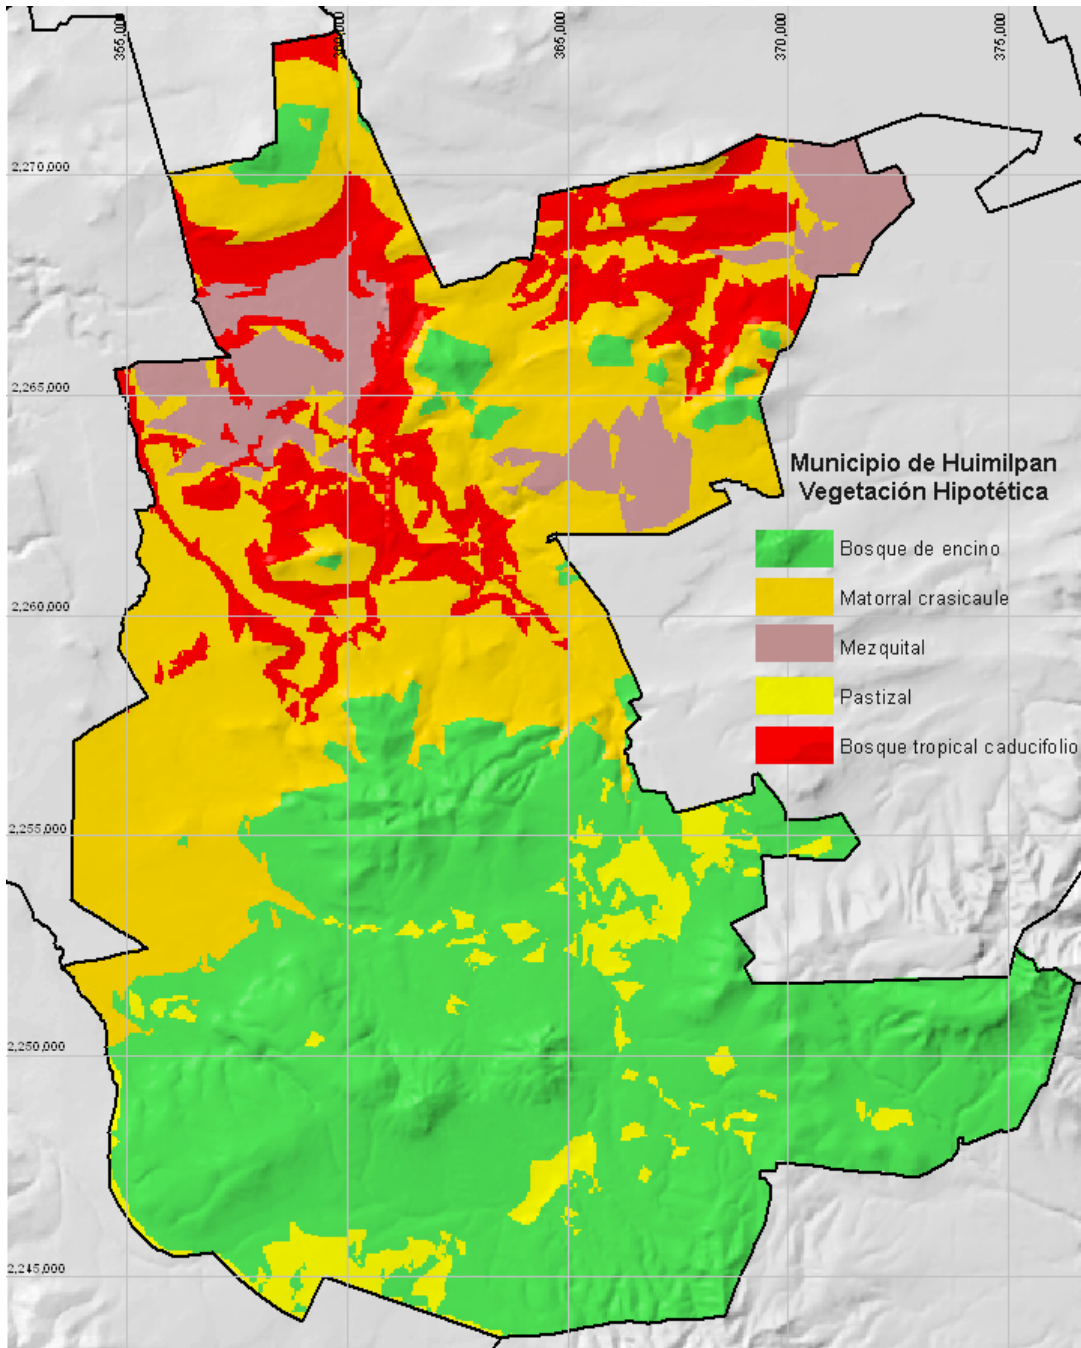 355,000
360,000
365,000
370,000
375,000
2,270,000
2,265,000
Municipio de Huimilpan
Vegetación Hipotética
Bosque de encino
Matorral crasicaule
2,260,000
Mezquital
Pastizal
Bosque tropical caducifolio
2,255,000
2,250,000
2,245,000